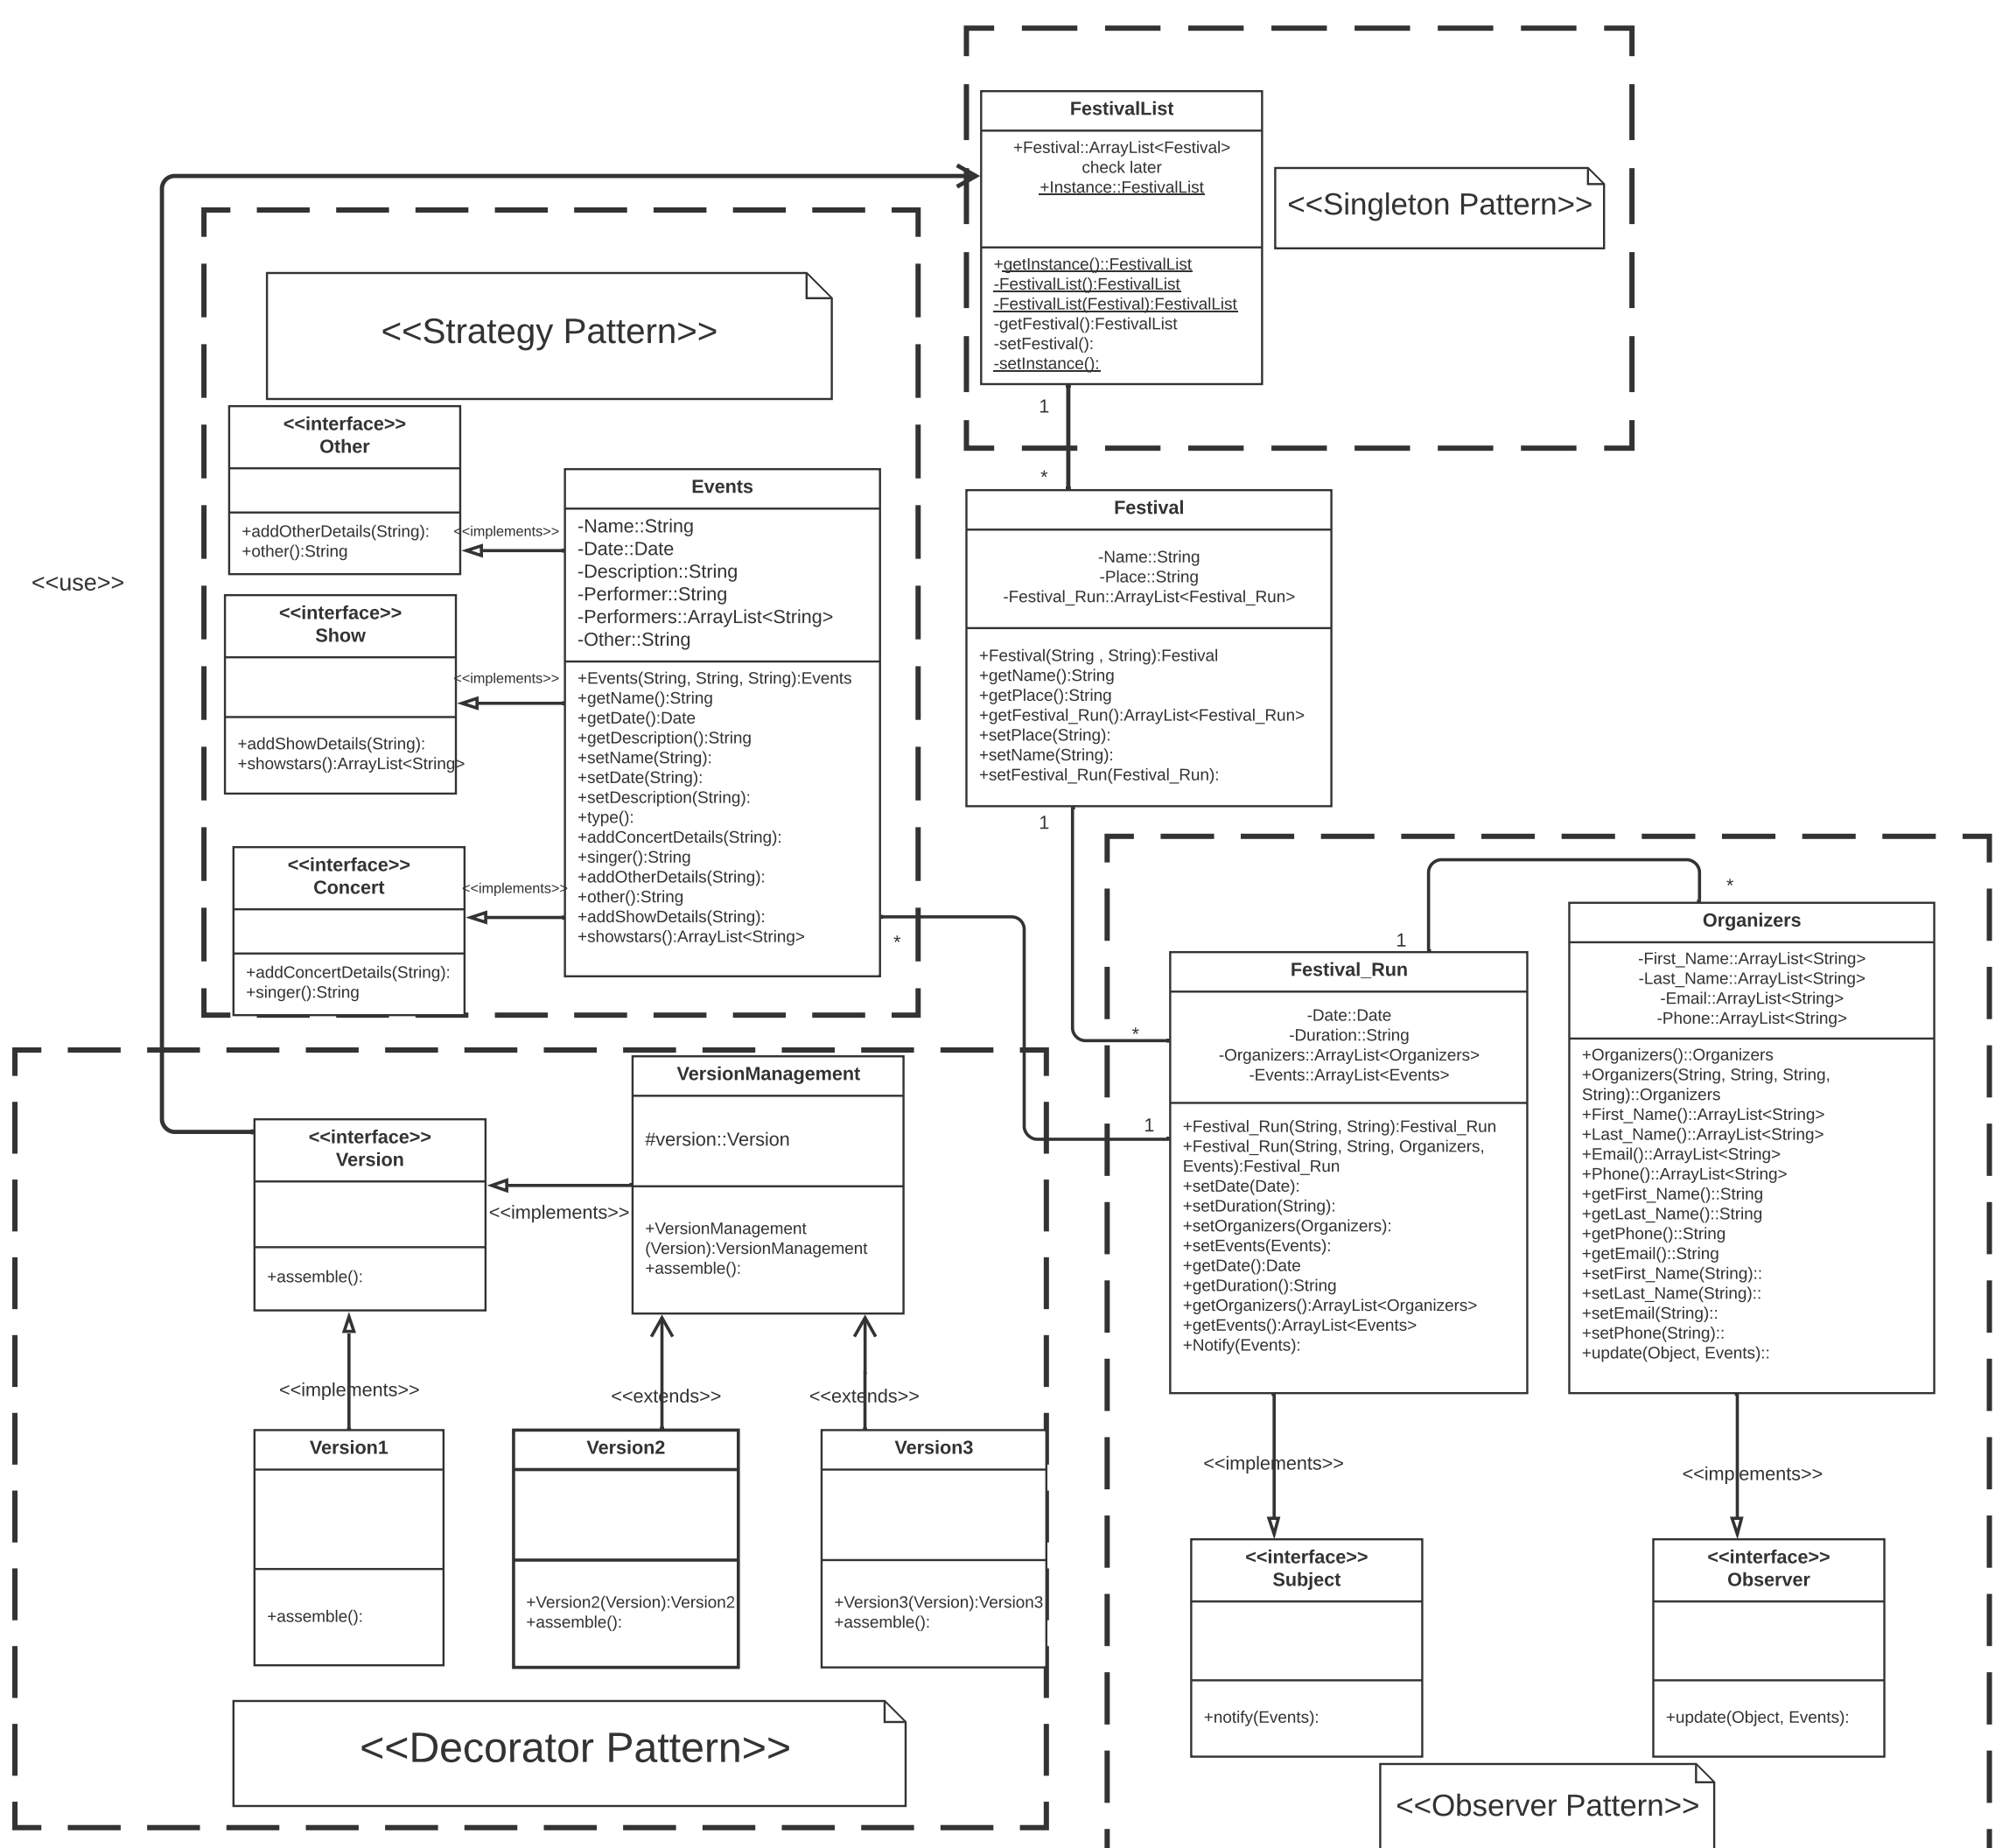 FestivalList
+Festival::ArrayList<Festival>
check later
+Instance::FestivalList
+getInstance()::FestivalList
-FestivalList():FestivalList
-FestivalList(Festival):FestivalList
-getFestival():FestivalList
-setFestival():
-setInstance():
<<Singleton Pattern>>
1
*
<<use>>
<<Strategy Pattern>>
<<interface>>
Other
+addOtherDetails(String):
+other():String
<<implements>>
<<interface>>
Show
+addShowDetails(String):
+showstars():ArrayList<String>
<<implements>>
<<interface>>
Concert
+addConcertDetails(String):
+singer():String
<<implements>>
Events
-Name::String
-Date::Date
-Description::String
-Performer::String
-Performers::ArrayList<String>
-Other::String
+Events(String, String, String):Events
+getName():String
+getDate():Date
+getDescription():String
+setName(String):
+setDate(String):
+setDescription(String):
+type():
+addConcertDetails(String):
+singer():String
+addOtherDetails(String):
+other():String
+addShowDetails(String):
+showstars():ArrayList<String>
*
Festival
-Name::String
-Place::String
-Festival_Run::ArrayList<Festival_Run>
+Festival(String , String):Festival
+getName():String
+getPlace():String
+getFestival_Run():ArrayList<Festival_Run>
+setPlace(String):
+setName(String):
+setFestival_Run(Festival_Run):
1
*
1
1
*
Festival_Run
-Date::Date
-Duration::String
-Organizers::ArrayList<Organizers>
-Events::ArrayList<Events>
+Festival_Run(String, String):Festival_Run
+Festival_Run(String, String, Organizers,
Events):Festival_Run
+setDate(Date):
+setDuration(String):
+setOrganizers(Organizers):
+setEvents(Events):
+getDate():Date
+getDuration():String
+getOrganizers():ArrayList<Organizers>
+getEvents():ArrayList<Events>
+Notify(Events):
Organizers
-First_Name::ArrayList<String>
-Last_Name::ArrayList<String>
-Email::ArrayList<String>
-Phone::ArrayList<String>
+Organizers()::Organizers
+Organizers(String, String, String,
String)::Organizers
+First_Name()::ArrayList<String>
+Last_Name()::ArrayList<String>
+Email()::ArrayList<String>
+Phone()::ArrayList<String>
+getFirst_Name()::String
+getLast_Name()::String
+getPhone()::String
+getEmail()::String
+setFirst_Name(String)::
+setLast_Name(String)::
+setEmail(String)::
+setPhone(String)::
+update(Object, Events)::
<<implements>>
<<implements>>
<<interface>>
Subject
+notify(Events):
<<interface>>
Observer
+update(Object, Events):
<<Observer Pattern>>
VersionManagement
#version::Version
+VersionManagement
(Version):VersionManagement
+assemble():
<<interface>>
Version
+assemble():
<<implements>>
<<implements>>
<<extends>>
<<extends>>
Version1
+assemble():
Version2
+Version2(Version):Version2
+assemble():
Version3
+Version3(Version):Version3
+assemble():
<<Decorator Pattern>>